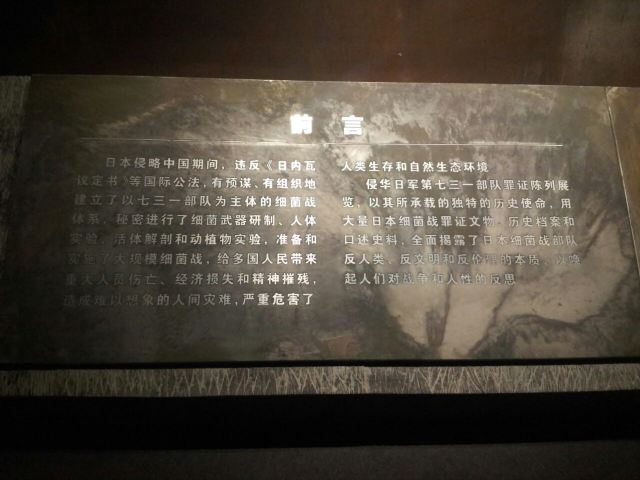 前言
日本侵略中国期间，违反《日内瓦
议定书》等国际公法，有预谋、有组织地
建立了以七三一部队为主体的细菌战
体系，秘密进行了细菌武器研制、人体
实验、活体解剖和动植物实验，准备和
实施了大规模细菌战，给多国人民带来
重大人员伤亡、经济损失和精神摧残，
造成难以想象的人间灾难，严重危害了
人类生存和自然生态环境
侵华日军第七三一部队罪证陈列展
览，以其所承载的独特的历史使命，用
大量日本细菌战罪证文物、历史档案和
口述史料，全面揭露了日本细菌战部队
反人类、反文明和反伦理的本质，以唤
起人们对战争和人性的反思